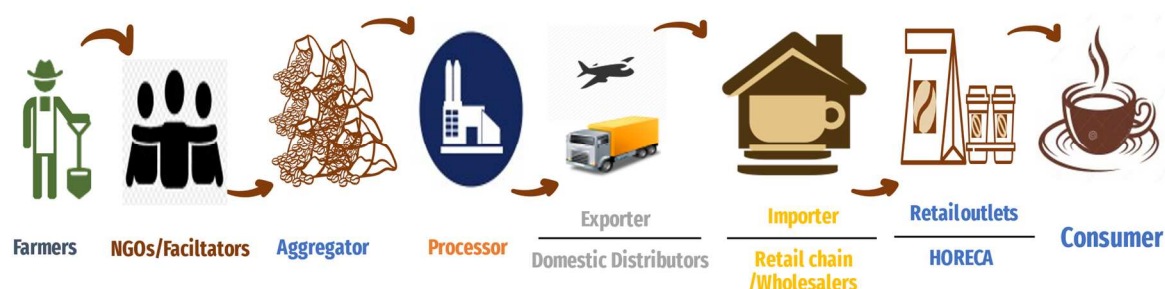 Farmers
NGOs/Faciltators
Aggregator
Processor
Exporter
Domestic Distributors
Importer
Retail chain
/Wholesalers
Retailoutlets
HORECA
Consumer